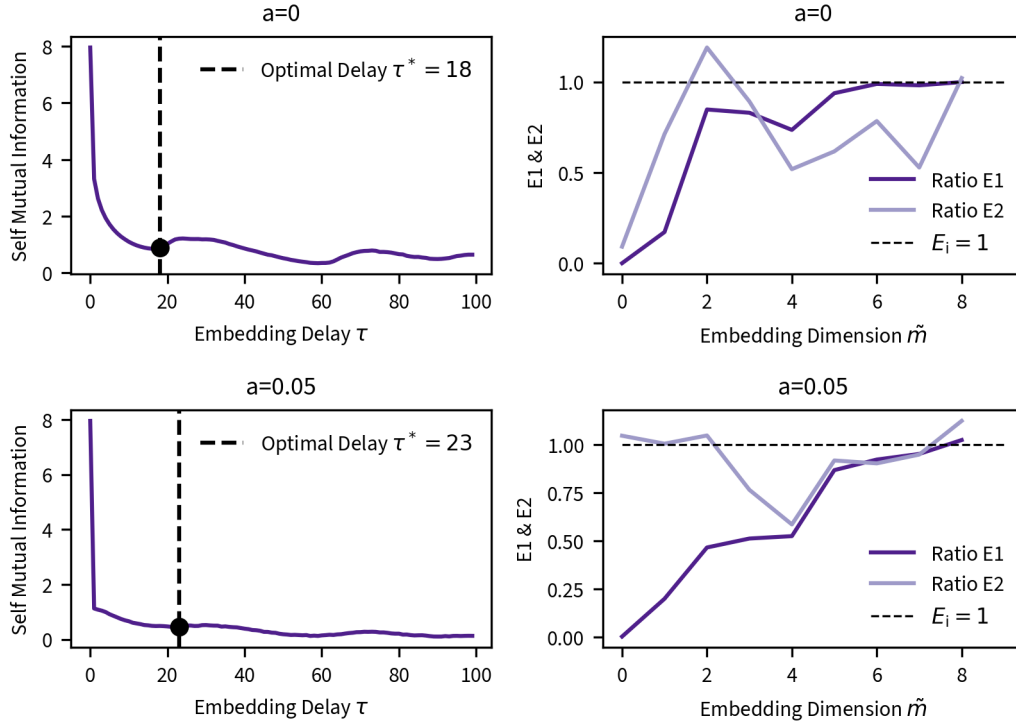 a=0
8
6
4
2
0
Self Mutual Information
Optimal Delay τ* = 18
0 20 40 60 80 100
Embedding Delay τ
a=0
1.0
0.5
0.0
E1 & E2
Ratio E1
Ratio E2
E_i = 1
0 2 4 6 8
Embedding Dimension m̃
a=0.05
8
6
4
2
0
Self Mutual Information
Optimal Delay τ* = 23
0 20 40 60 80 100
Embedding Delay τ
a=0.05
1.00
0.75
0.50
0.25
0.00
E1 & E2
Ratio E1
Ratio E2
E_i = 1
0 2 4 6 8
Embedding Dimension m̃